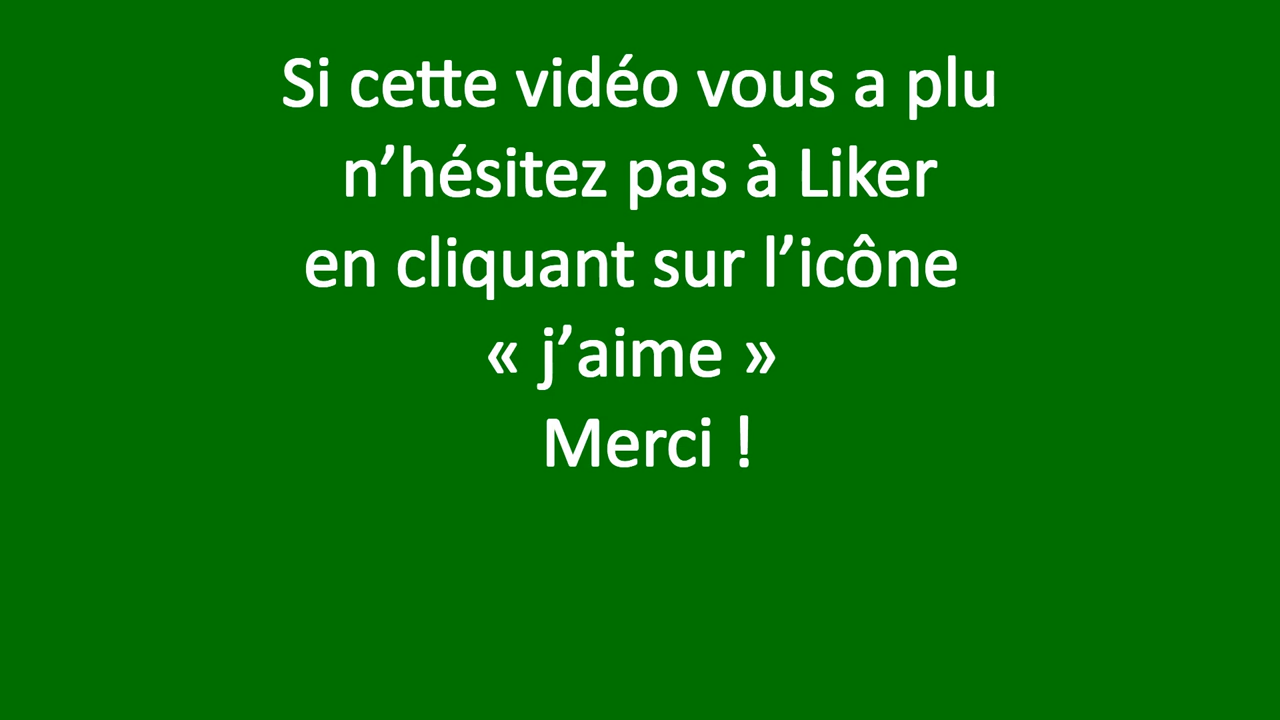 Si cette vidéo vous a plu
n’hésitez pas à Liker
en cliquant sur l’icône
« j’aime »
Merci !